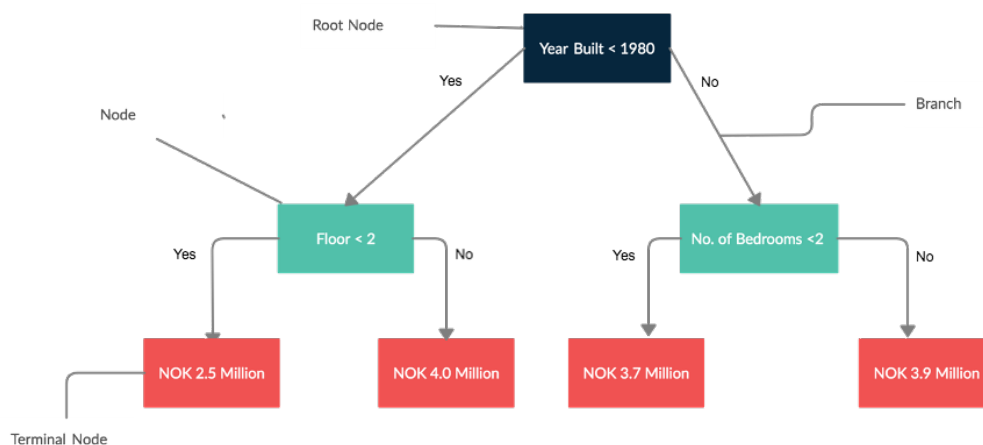 Root Node
Year Built < 1980
Yes
No
Node
Branch
Floor < 2
No. of Bedrooms <2
Yes
No
Yes
No
NOK 2.5 Million
NOK 4.0 Million
NOK 3.7 Million
NOK 3.9 Million
Terminal Node